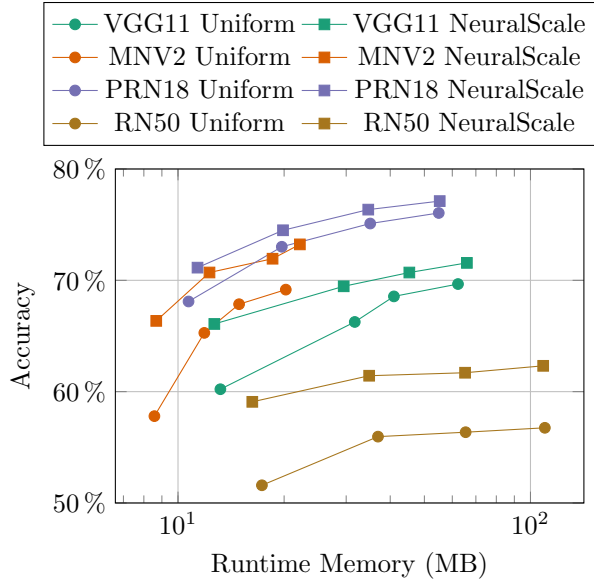 VGG11 Uniform VGG11 NeuralScale
MNV2 Uniform MNV2 NeuralScale
PRN18 Uniform PRN18 NeuralScale
RN50 Uniform RN50 NeuralScale
80 %
70 %
60 %
50 %
Accuracy
10¹ 10²
Runtime Memory (MB)